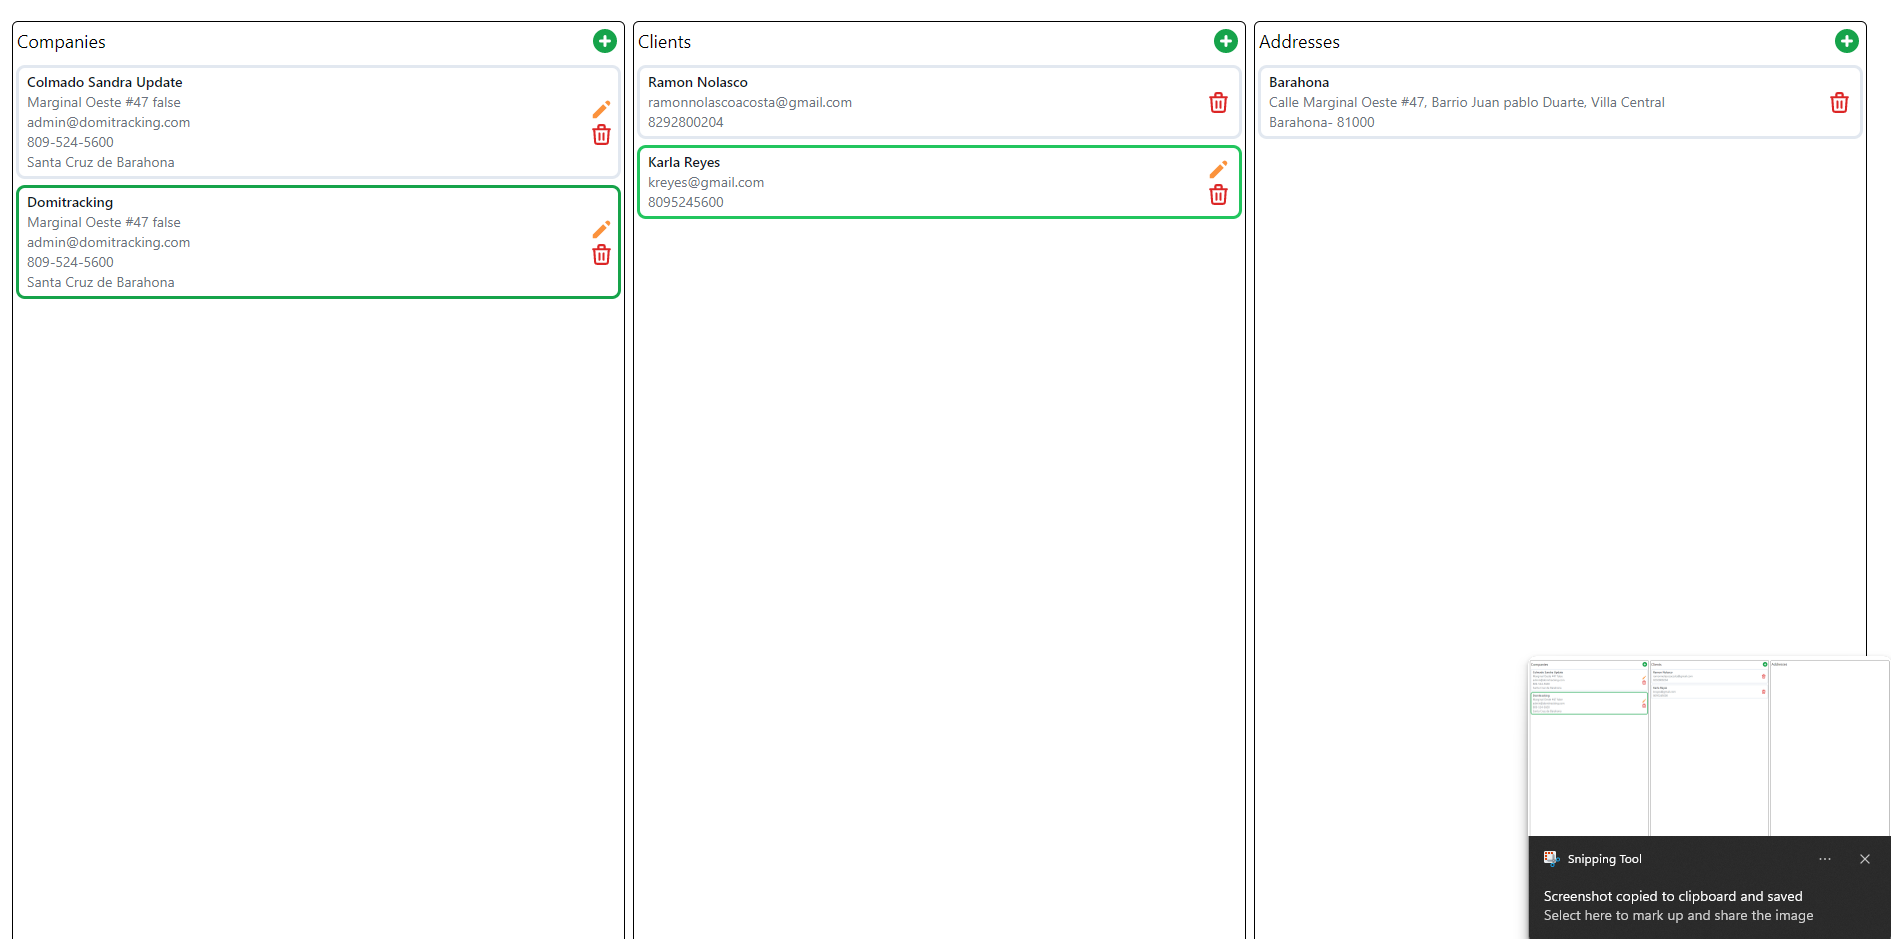 Companies
Colmado Sandra Update
Marginal Oeste #47 false
admin@domitracking.com
809-524-5600
Santa Cruz de Barahona
Domitracking
Marginal Oeste #47 false
admin@domitracking.com
809-524-5600
Santa Cruz de Barahona
Clients
Ramon Nolasco
ramonnolascoacosta@gmail.com
8292800204
Karla Reyes
kreyes@gmail.com
8095245600
Addresses
Barahona
Calle Marginal Oeste #47, Barrio Juan pablo Duarte, Villa Central
Barahona- 81000
Companies
Clients
Addresses
Snipping Tool
Screenshot copied to clipboard and saved
Select here to mark up and share the image